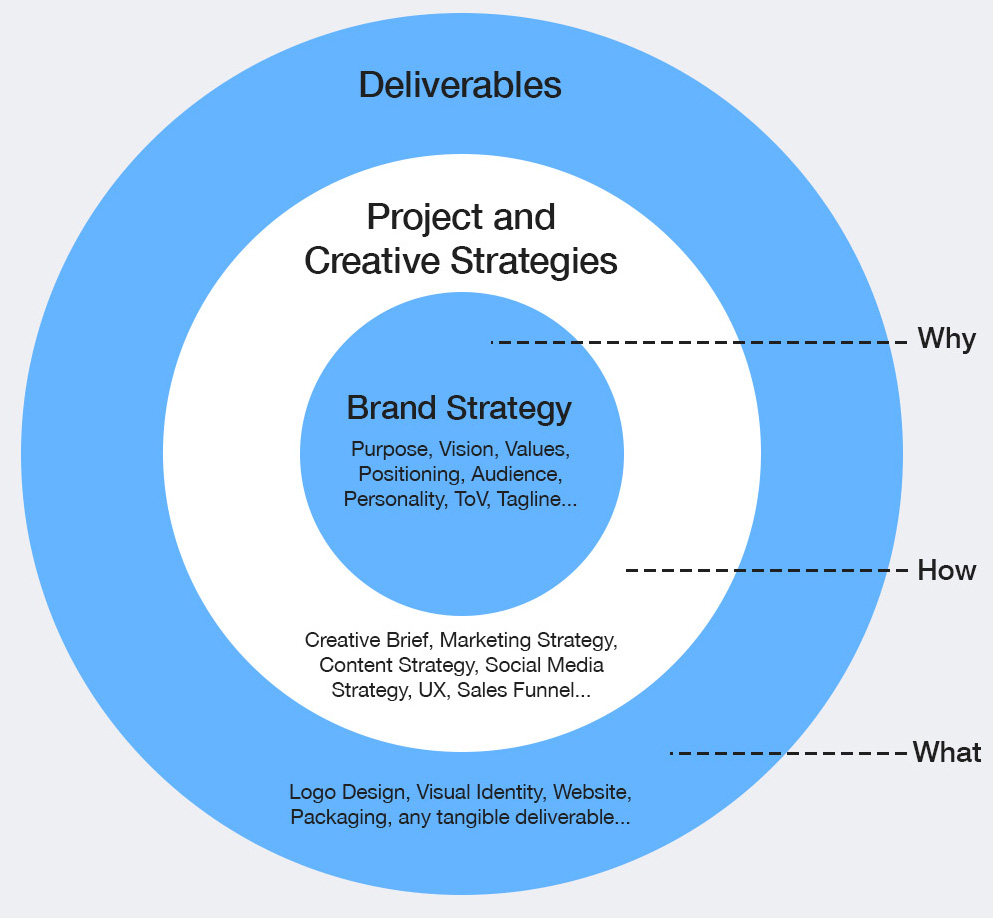 Deliverables
Project and
Creative Strategies
Why
Brand Strategy
Purpose, Vision, Values,
Positioning, Audience,
Personality, ToV, Tagline...
How
Creative Brief, Marketing Strategy,
Content Strategy, Social Media
Strategy, UX, Sales Funnel...
What
Logo Design, Visual Identity, Website,
Packaging, any tangible deliverable...